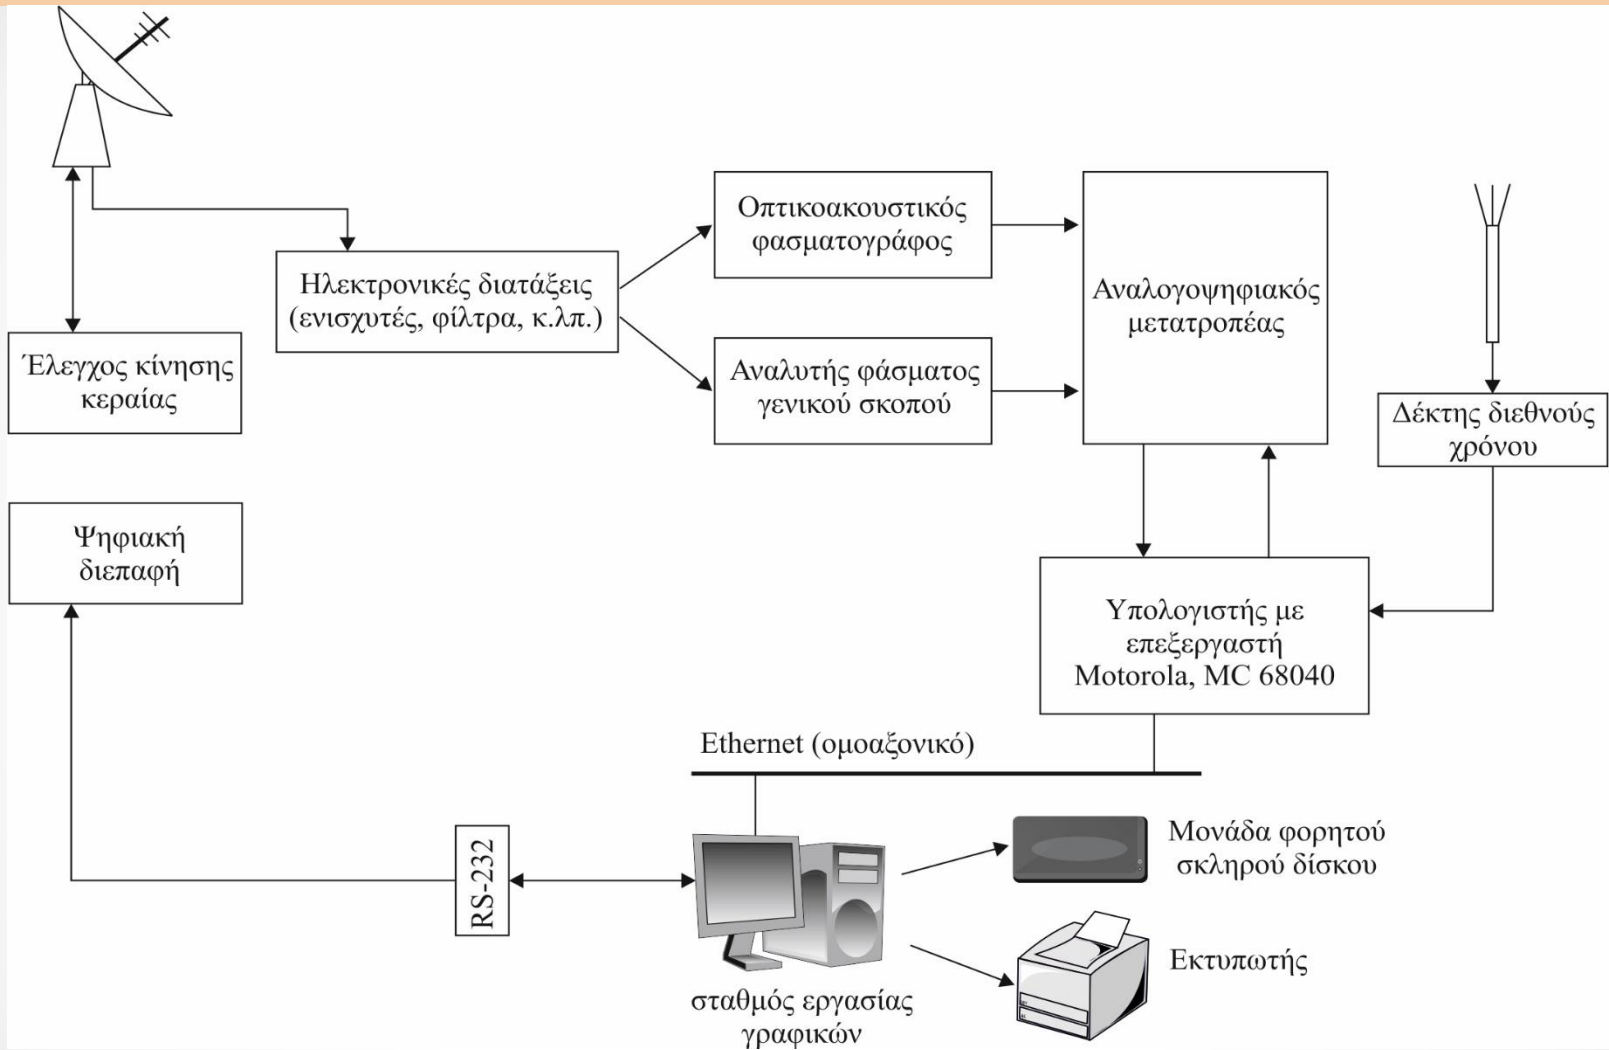 Οπτικοακουστικός
φασματογράφος
Ηλεκτρονικές διατάξεις
(ενισχυτές, φίλτρα, κ.λπ.)
Αναλογοψηφιακός
μετατροπέας
Έλεγχος κίνησης
κεραίας
Αναλυτής φάσματος
γενικού σκοπού
Δέκτης διεθνούς
χρόνου
Ψηφιακή
διεπαφή
Υπολογιστής με
επεξεργαστή
Motorola, MC 68040
Ethernet (ομοαξονικό)
RS-232
Μονάδα φορητού
σκληρού δίσκου
Εκτυπωτής
σταθμός εργασίας
γραφικών